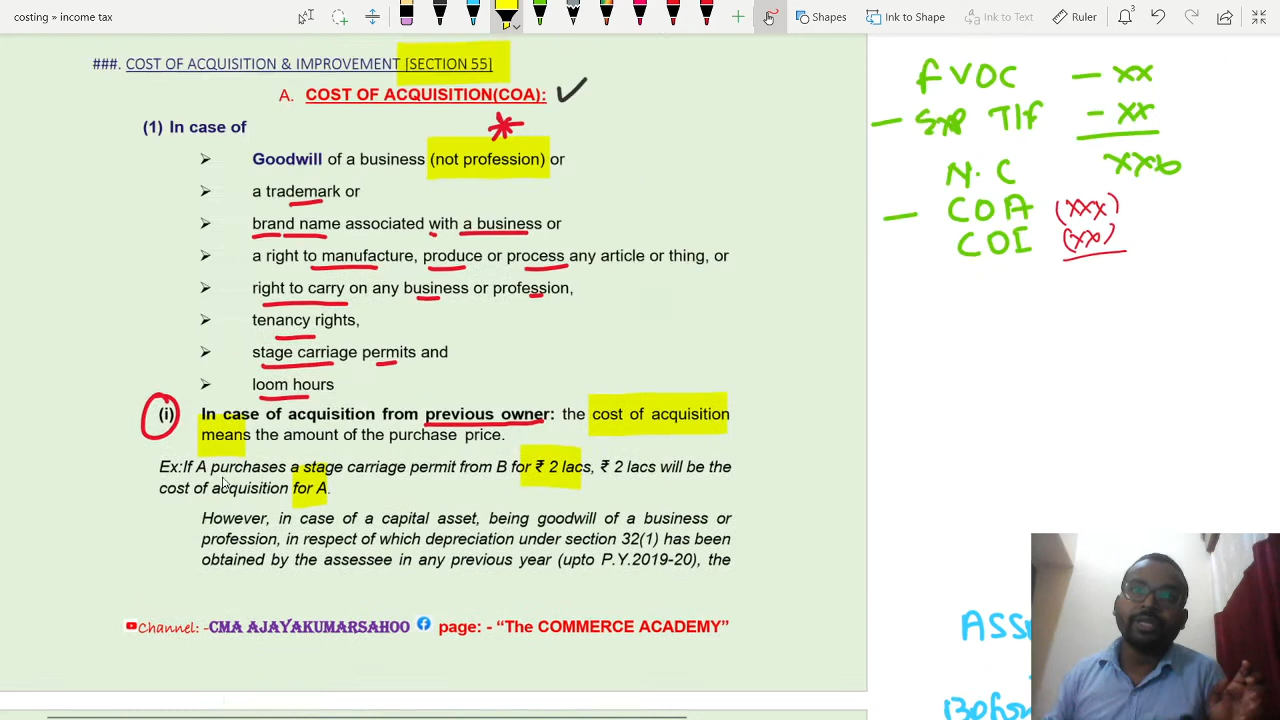 costing » income tax
Shapes
Ink to Shape
Ink to Text
Ruler
###. COST OF ACQUISITION & IMPROVEMENT [SECTION 55]
A. COST OF ACQUISITION(COA):
(1) In case of
➢ Goodwill of a business (not profession) or
➢ a trademark or
➢ brand name associated with a business or
➢ a right to manufacture, produce or process any article or thing, or
➢ right to carry on any business or profession,
➢ tenancy rights,
➢ stage carriage permits and
➢ loom hours
(i) In case of acquisition from previous owner: the cost of acquisition
means the amount of the purchase price.
Ex:If A purchases a stage carriage permit from B for ₹ 2 lacs, ₹ 2 lacs will be the
cost of acquisition for A.
However, in case of a capital asset, being goodwill of a business or
profession, in respect of which depreciation under section 32(1) has been
obtained by the assessee in any previous year (upto P.Y.2019-20), the
Channel: -CMA AJAYAKUMARSAHOO page: - “The COMMERCE ACADEMY”
FVOC — xx
— Exp Tlf - xx
N.C xxx
— COA (xxx)
COI (xx)
ASS
Befor